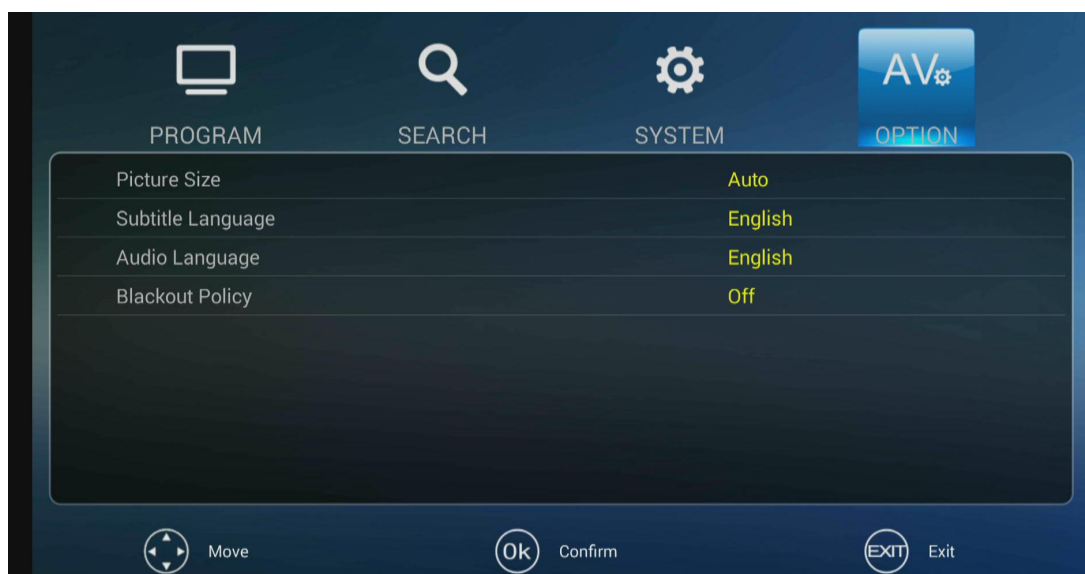 AV
PROGRAM SEARCH SYSTEM OPTION
Picture Size Auto
Subtitle Language English
Audio Language English
Blackout Policy Off
Move Ok Confirm EXIT Exit